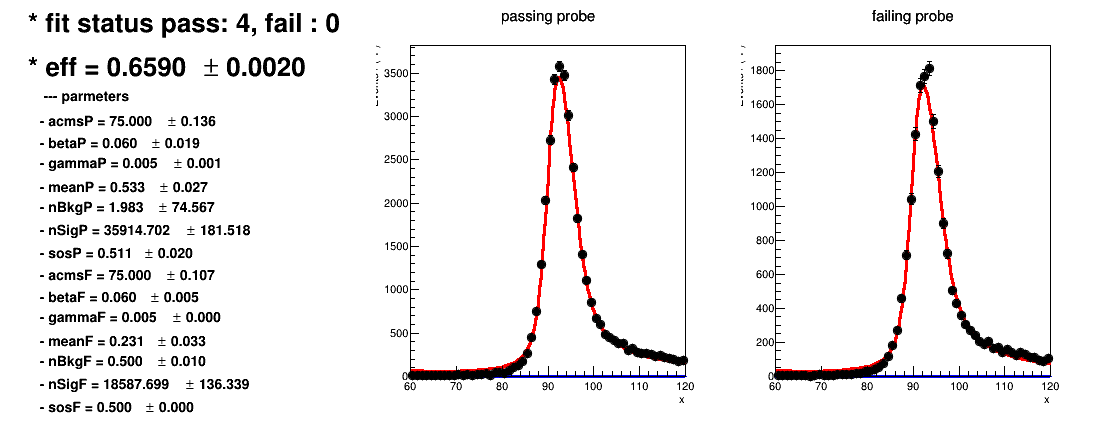 * fit status pass: 4, fail : 0
* eff = 0.6590 ± 0.0020
--- parmeters
- acmsP = 75.000 ± 0.136
- betaP = 0.060 ± 0.019
- gammaP = 0.005 ± 0.001
- meanP = 0.533 ± 0.027
- nBkgP = 1.983 ± 74.567
- nSigP = 35914.702 ± 181.518
- sosP = 0.511 ± 0.020
- acmsF = 75.000 ± 0.107
- betaF = 0.060 ± 0.005
- gammaF = 0.005 ± 0.000
- meanF = 0.231 ± 0.033
- nBkgF = 0.500 ± 0.010
- nSigF = 18587.699 ± 136.339
- sosF = 0.500 ± 0.000
passing probe
3500
3000
2500
2000
1500
1000
500
0
60 70 80 90 100 110 120
x
failing probe
1800
1600
1400
1200
1000
800
600
400
200
0
60 70 80 90 100 110 120
x